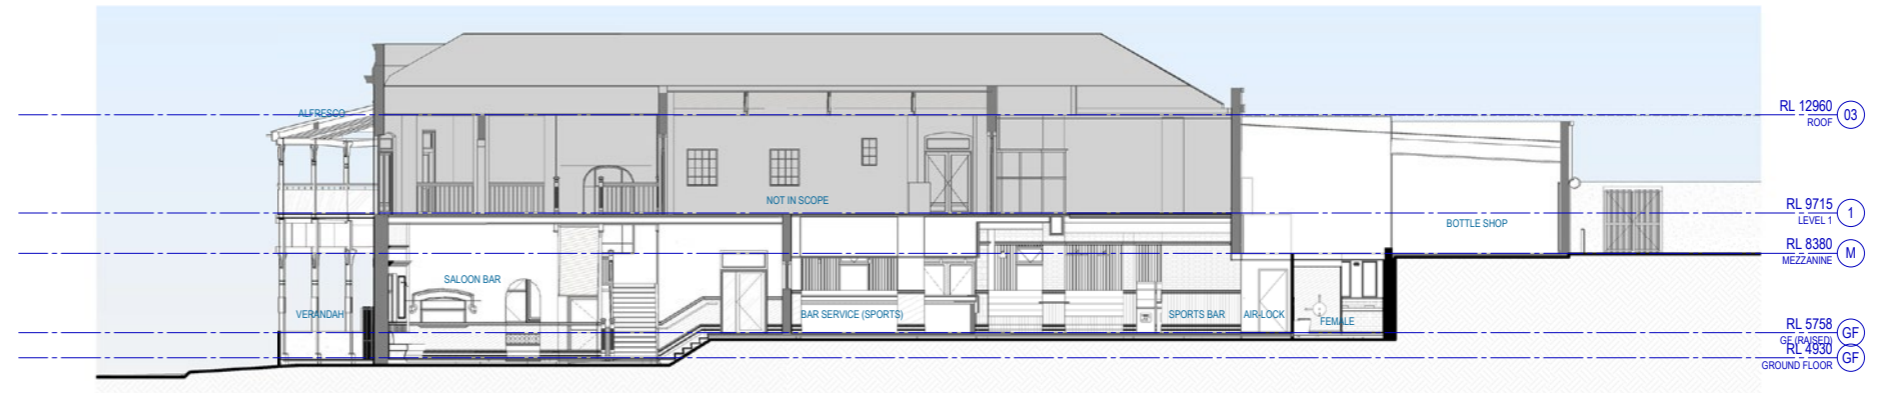 ALFRESCO
RL 12960
ROOF
03
NOT IN SCOPE
RL 9715
LEVEL 1
1
BOTTLE SHOP
RL 8380
MEZZANINE
M
SALOON BAR
VERANDAH
BAR SERVICE (SPORTS)
SPORTS BAR
AIR-LOCK
FEMALE
RL 5758
GF (RAISED)
GF
RL 4930
GROUND FLOOR
GF